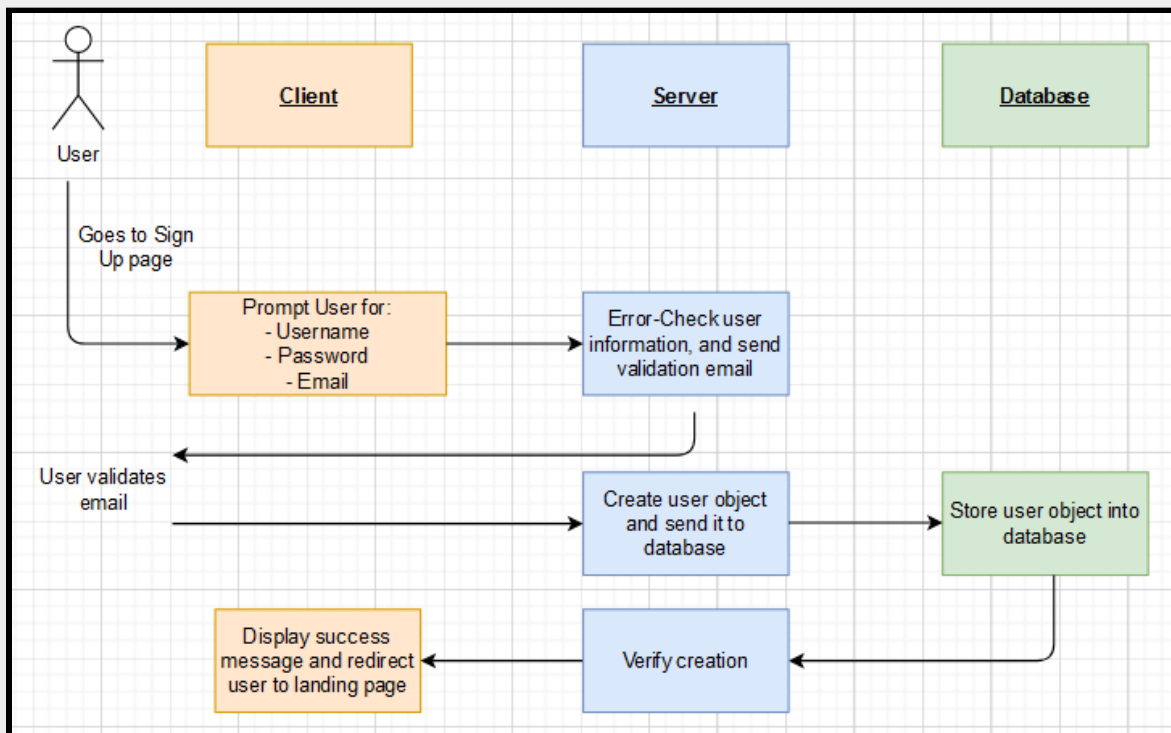 Client
Server
Database
User
Goes to Sign
Up page
Prompt User for:
- Username
- Password
- Email
Error-Check user
information, and send
validation email
User validates
email
Create user object
and send it to
database
Store user object into
database
Display success
message and redirect
user to landing page
Verify creation